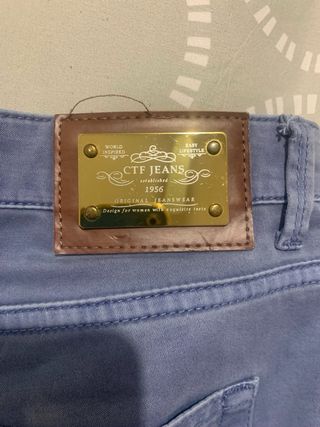 WORLD INSPIRED
EASY LIFESTYLE
CTF JEANS
established
1956
ORIGINAL JEANSWEAR
Design for women with exquisite taste